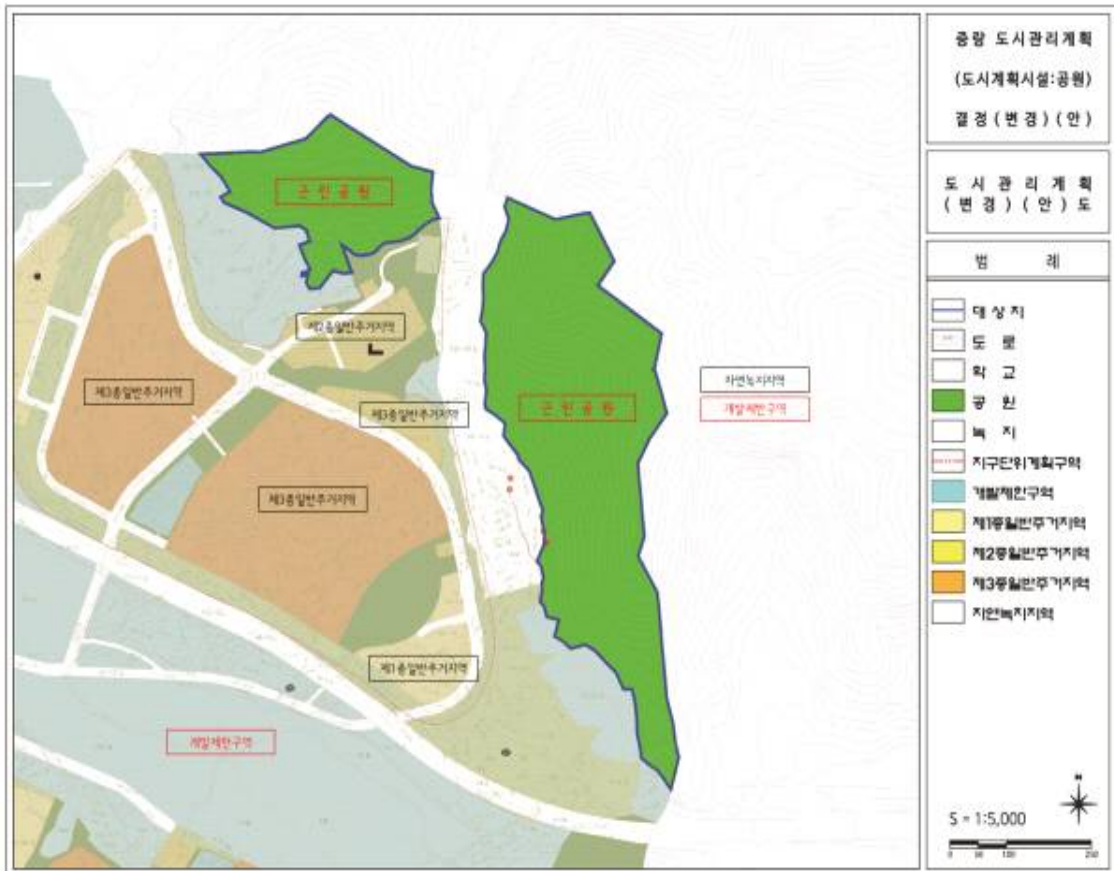 중랑 도시관리계획
(도시계획시설:공원)
결정(변경)(안)
도시관리계획
(변경)(안)도
범 례
대상지
도 로
학 교
공 원
녹 지
지구단위계획구역
개발제한구역
제1종일반주거지역
제2종일반주거지역
제3종일반주거지역
자연녹지지역
S = 1:5,000
N
0 50 100 250
근린공원
제2종일반주거지역
자연녹지지역
제3종일반주거지역
근린공원
개발제한구역
제3종일반주거지역
제3종일반주거지역
제1종일반주거지역
개발제한구역